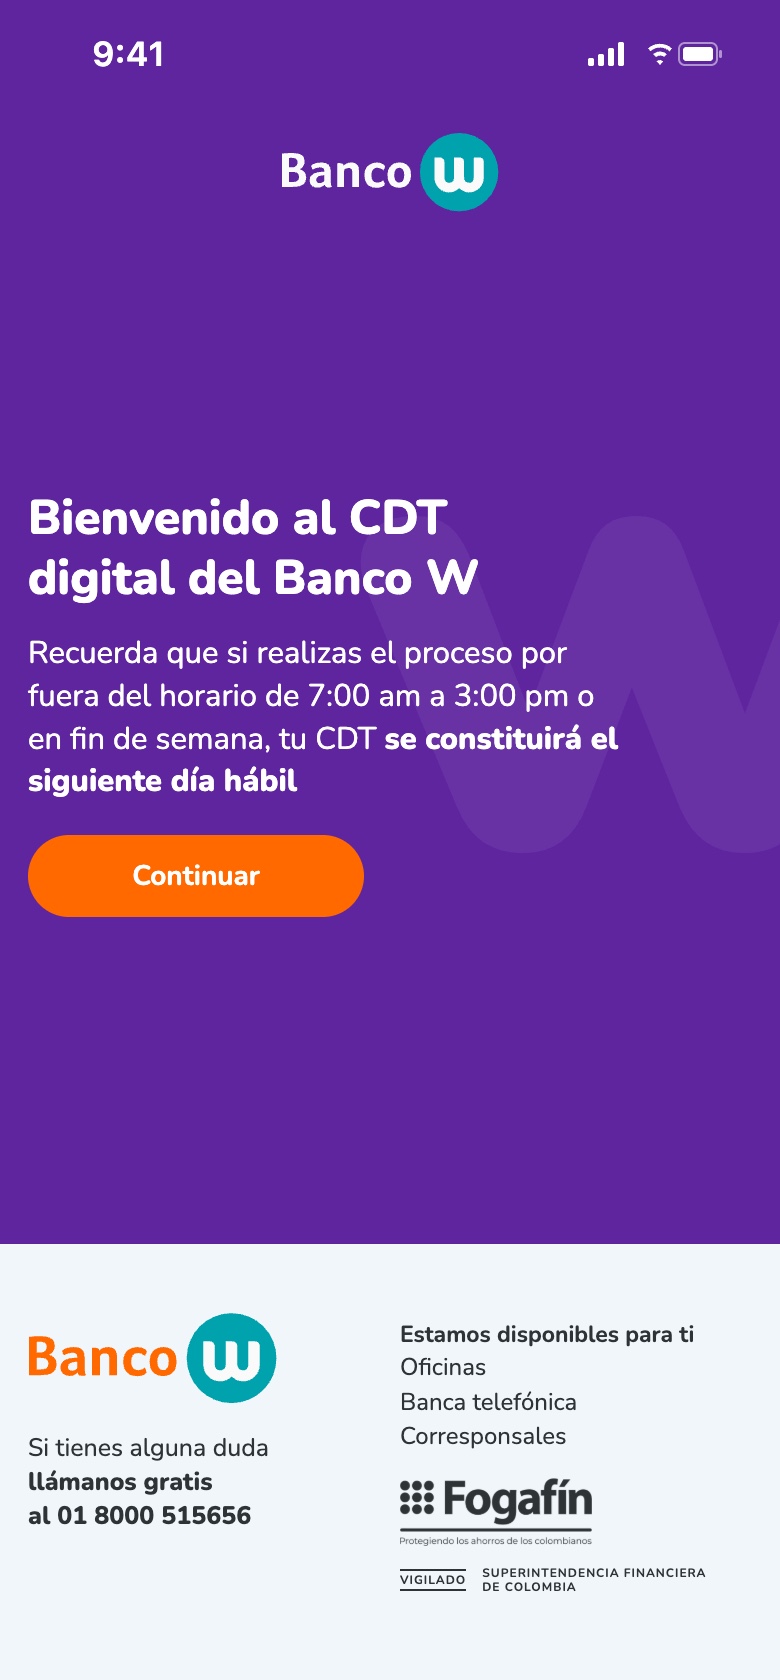 9:41
Banco W
Bienvenido al CDT
digital del Banco W
Recuerda que si realizas el proceso por
fuera del horario de 7:00 am a 3:00 pm o
en fin de semana, tu CDT se constituirá el
siguiente día hábil
Continuar
Banco W
Si tienes alguna duda
llámanos gratis
al 01 8000 515656
Estamos disponibles para ti
Oficinas
Banca telefónica
Corresponsales
Fogafín
Protegiendo los ahorros de los colombianos
VIGILADO SUPERINTENDENCIA FINANCIERA
DE COLOMBIA